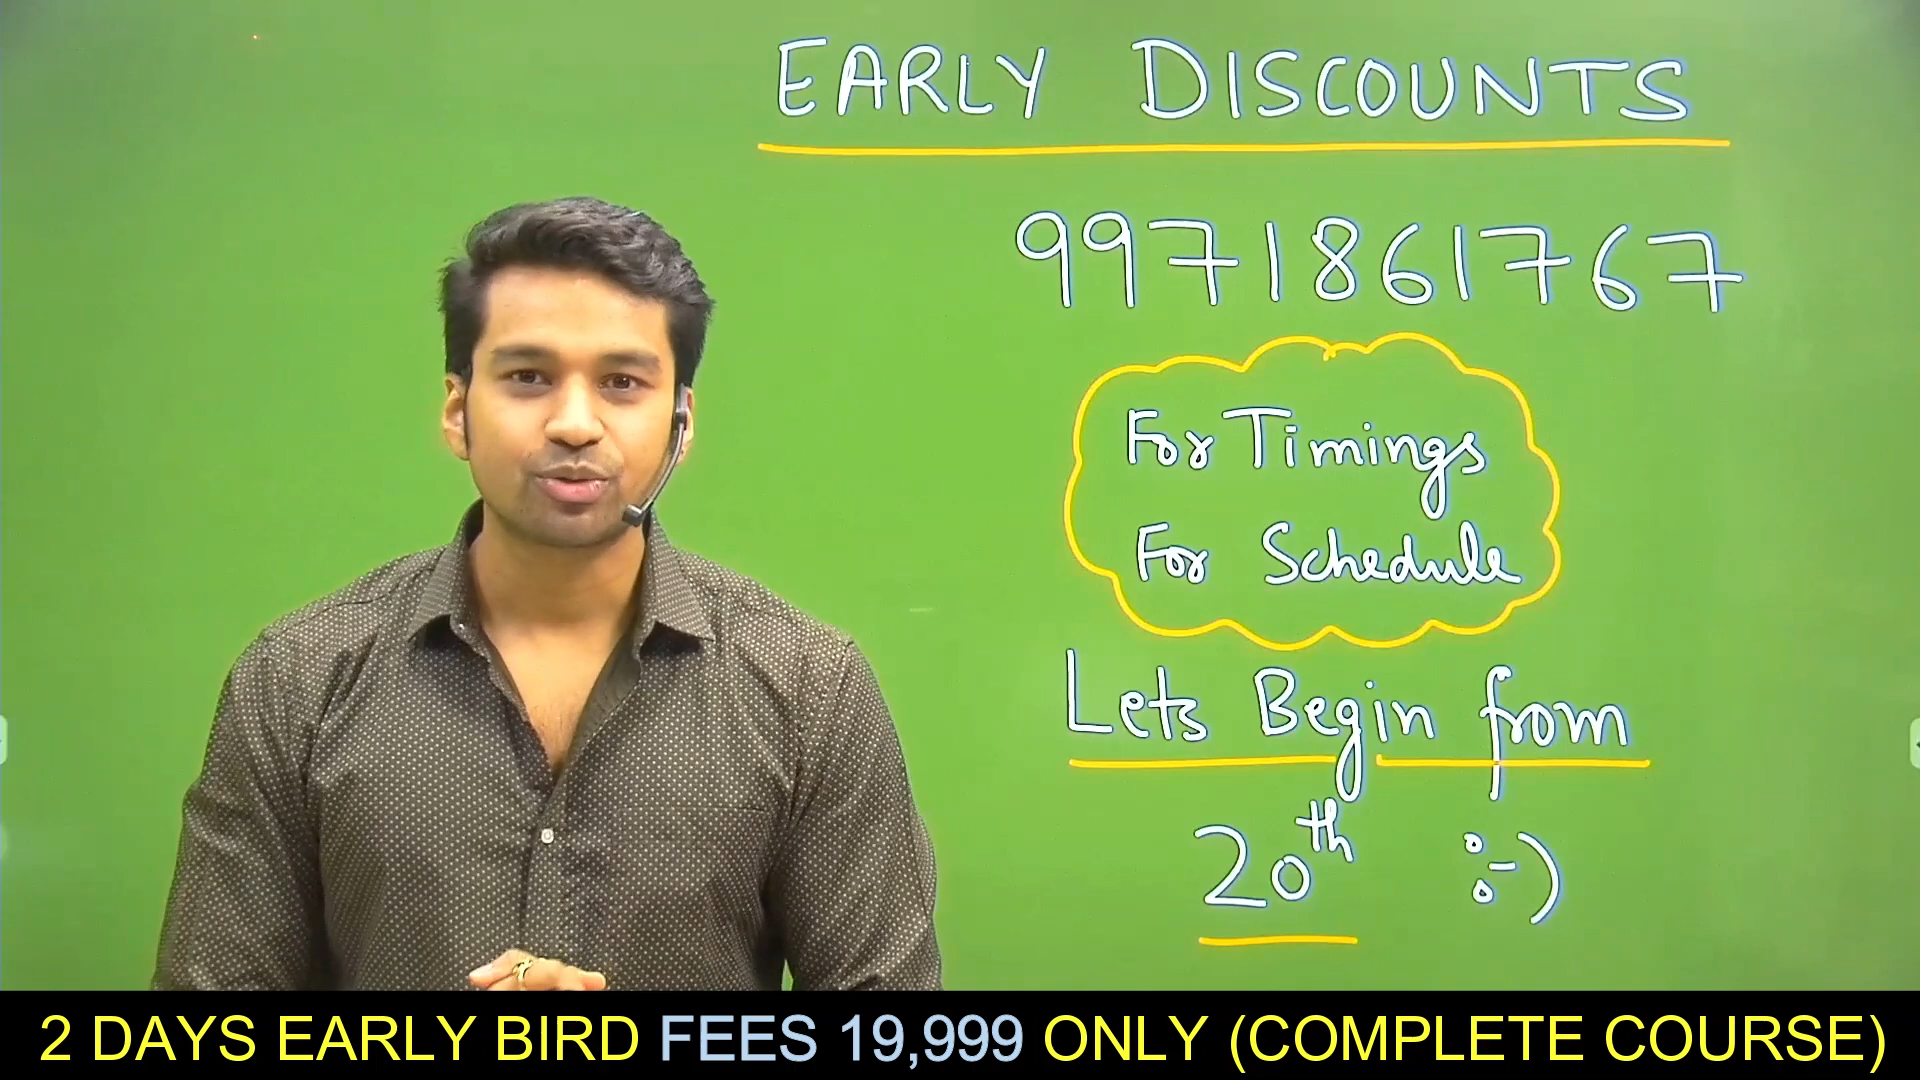 EARLY DISCOUNTS
9971861767
For Timings
For Schedule
Lets Begin from
20th :-)
2 DAYS EARLY BIRD FEES 19,999 ONLY (COMPLETE COURSE)